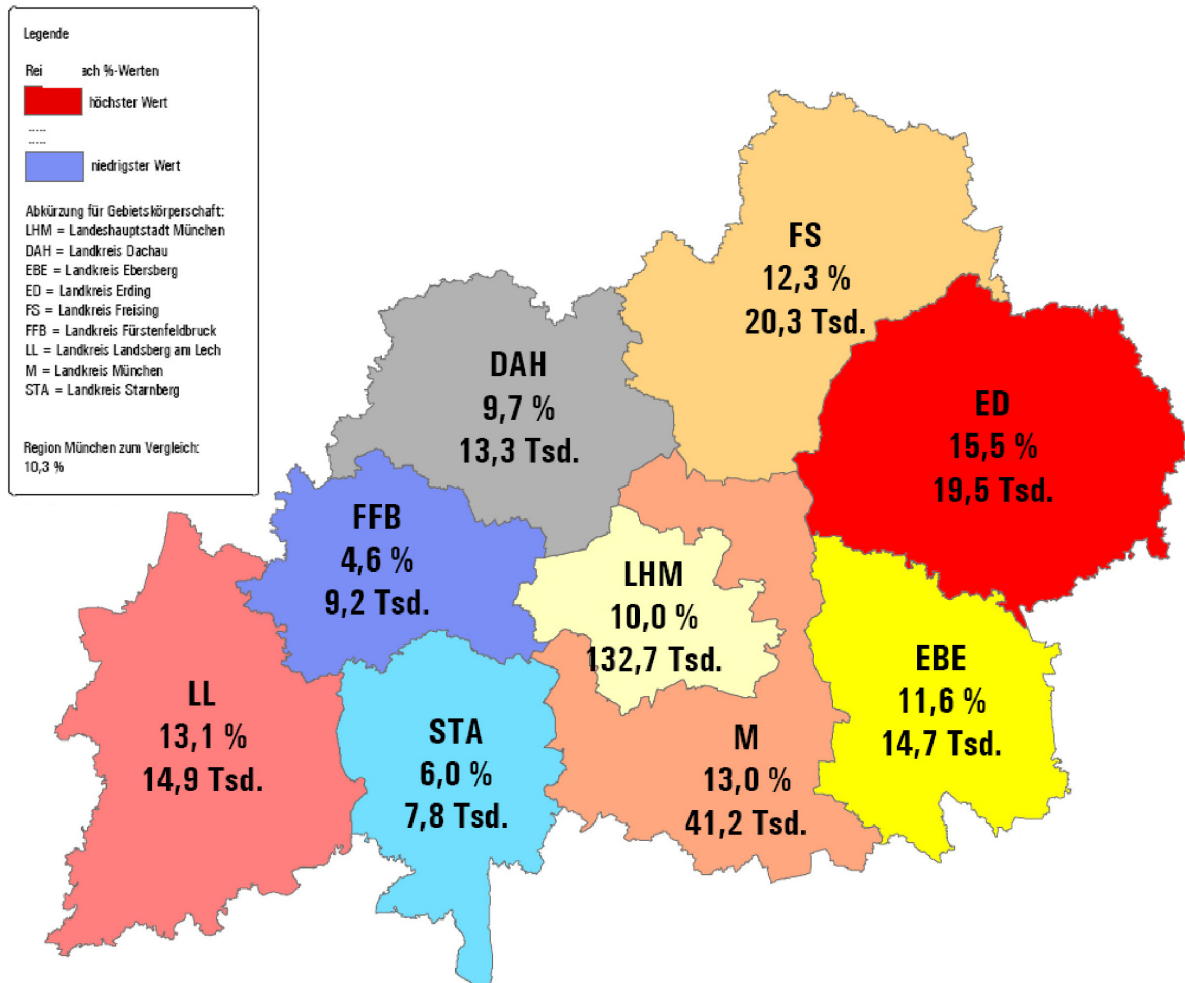 Legende
Rei ach %-Werten
höchster Wert
.....
.....
niedrigster Wert
Abkürzung für Gebietskörperschaft:
LHM = Landeshauptstadt München
DAH = Landkreis Dachau
EBE = Landkreis Ebersberg
ED = Landkreis Erding
FS = Landkreis Freising
FFB = Landkreis Fürstenfeldbruck
LL = Landkreis Landsberg am Lech
M = Landkreis München
STA = Landkreis Starnberg
Region München zum Vergleich:
10,3 %
FS
12,3 %
20,3 Tsd.
DAH
9,7 %
13,3 Tsd.
ED
15,5 %
19,5 Tsd.
FFB
4,6 %
9,2 Tsd.
LHM
10,0 %
132,7 Tsd.
EBE
11,6 %
14,7 Tsd.
LL
13,1 %
14,9 Tsd.
STA
6,0 %
7,8 Tsd.
M
13,0 %
41,2 Tsd.